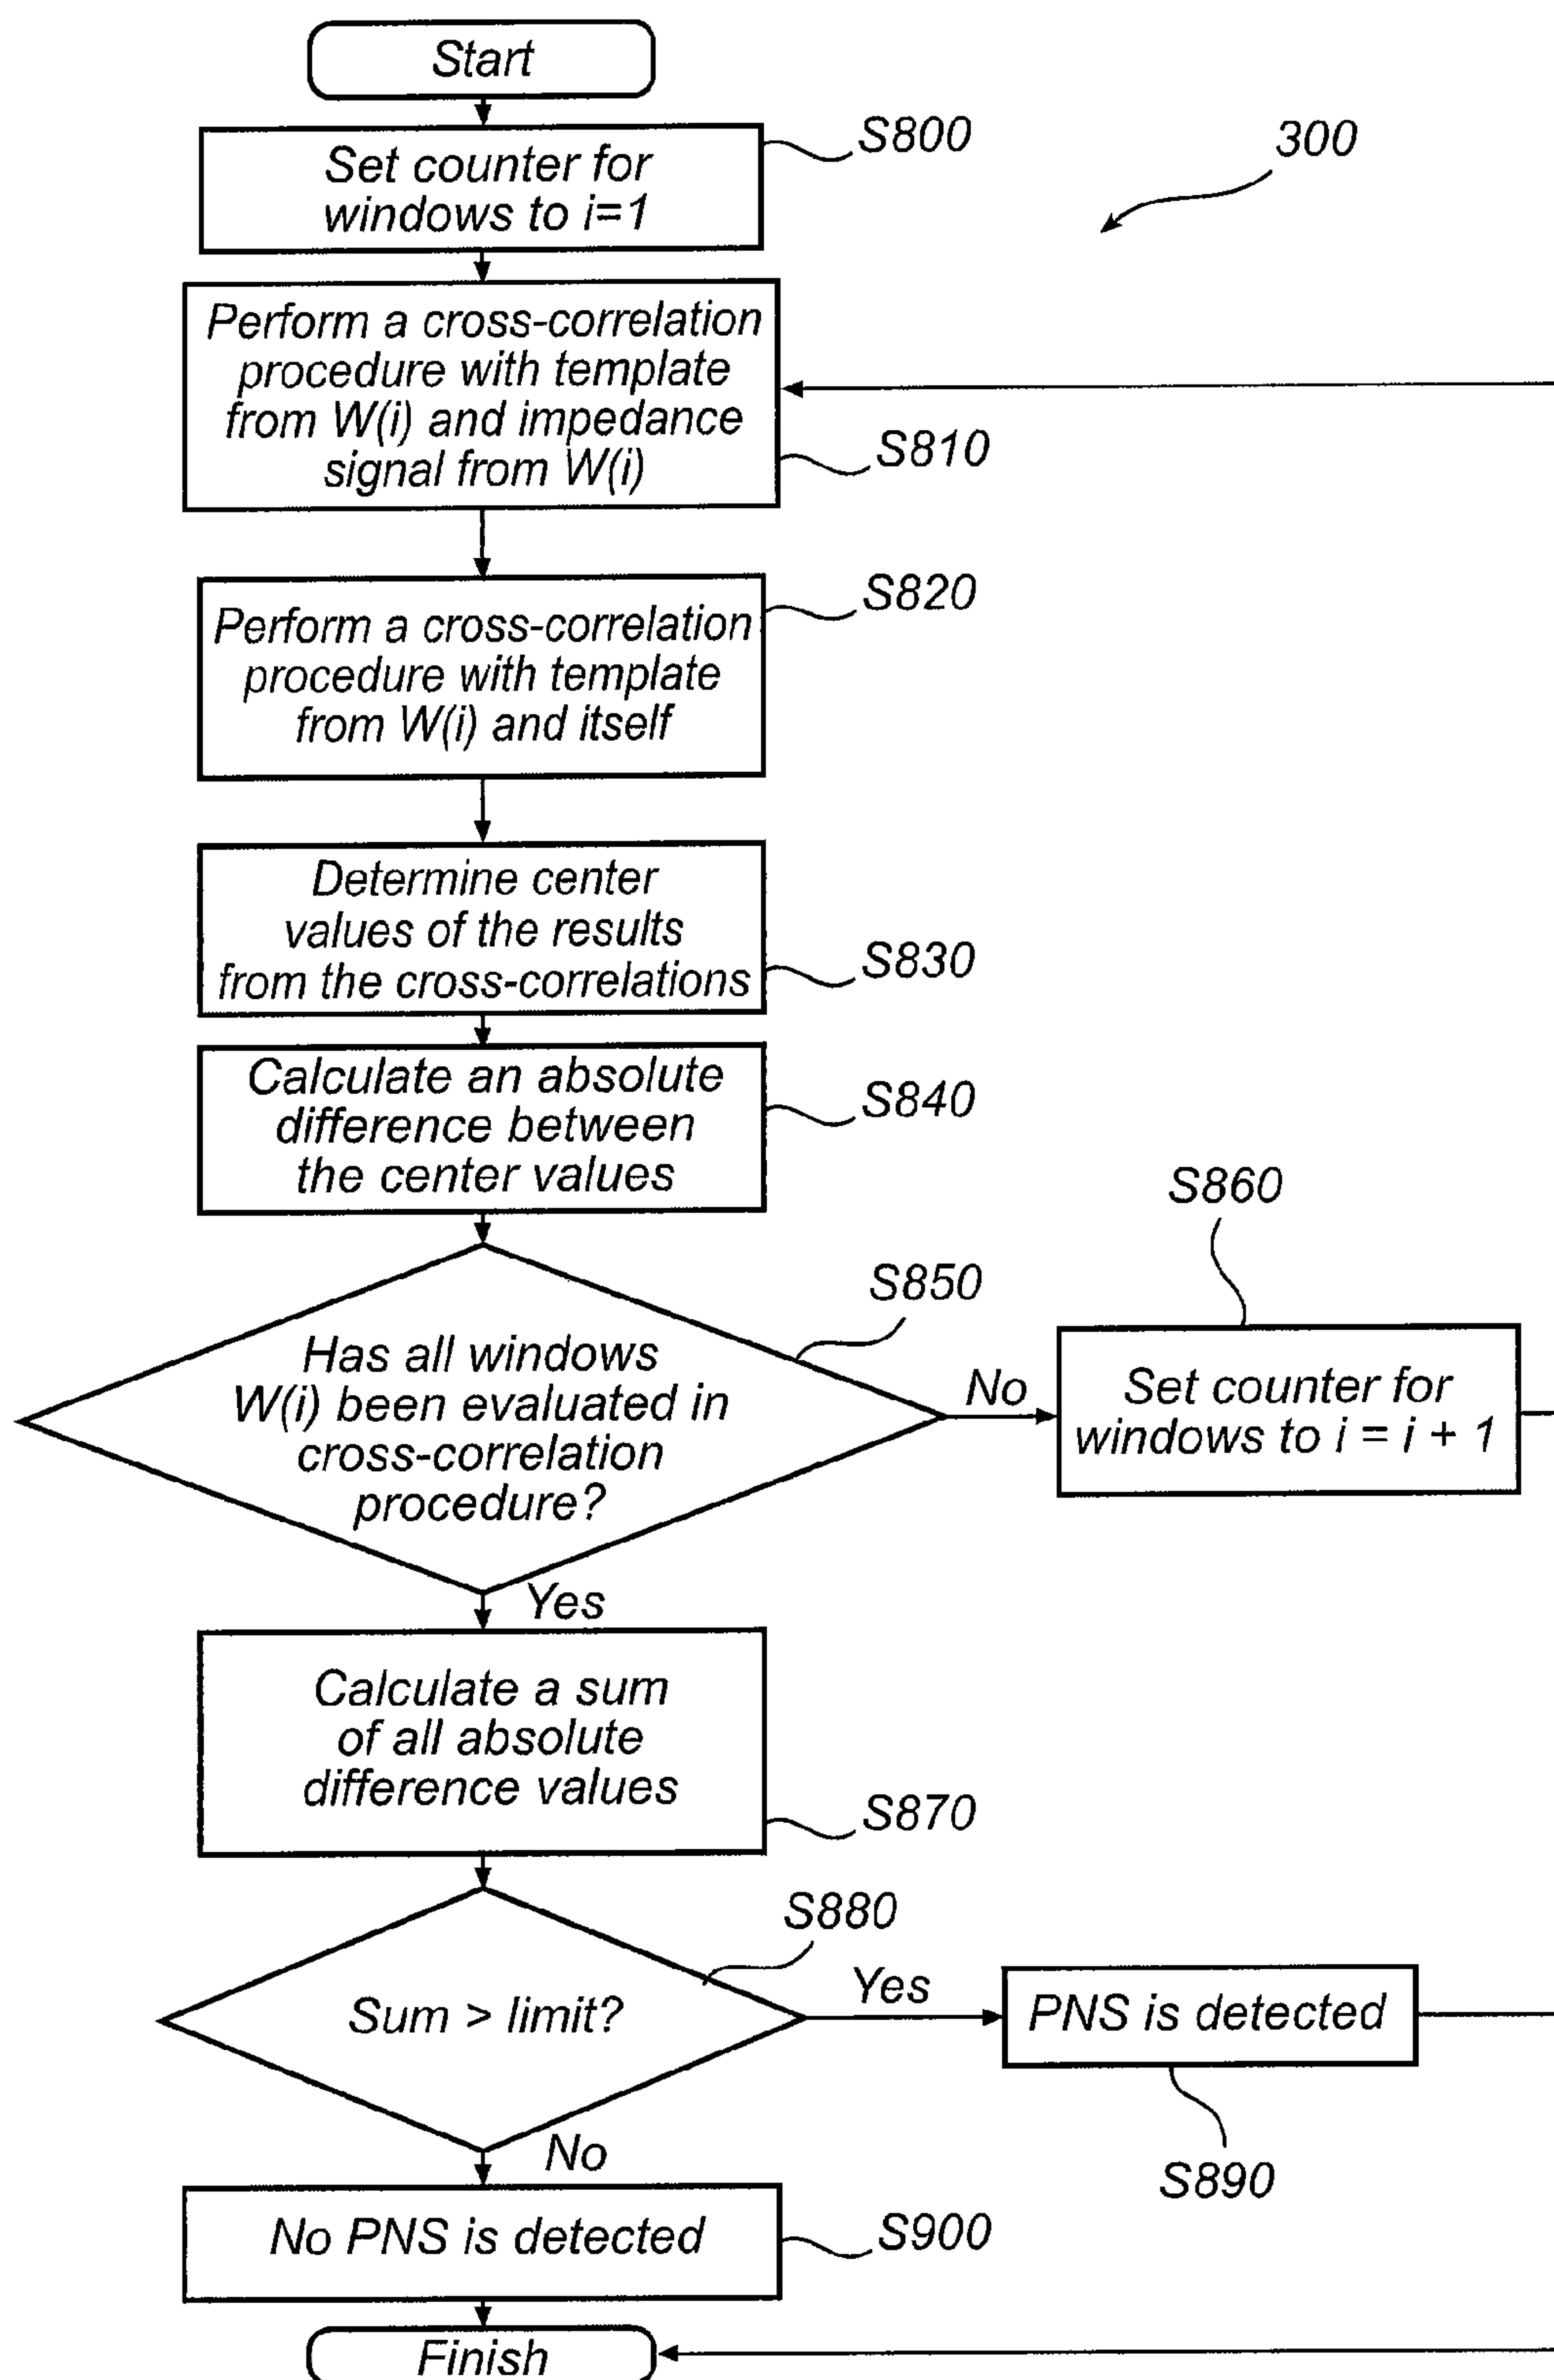 Start
Set counter for
windows to i=1
S800
300
Perform a cross-correlation
procedure with template
from W(i) and impedance
signal from W(i)
S810
Perform a cross-correlation
procedure with template
from W(i) and itself
S820
Determine center
values of the results
from the cross-correlations
S830
Calculate an absolute
difference between
the center values
S840
Has all windows
W(i) been evaluated in
cross-correlation
procedure?
S850
No
Set counter for
windows to i = i + 1
S860
Yes
Calculate a sum
of all absolute
difference values
S870
Sum > limit?
S880
Yes
PNS is detected
S890
No
No PNS is detected
S900
Finish